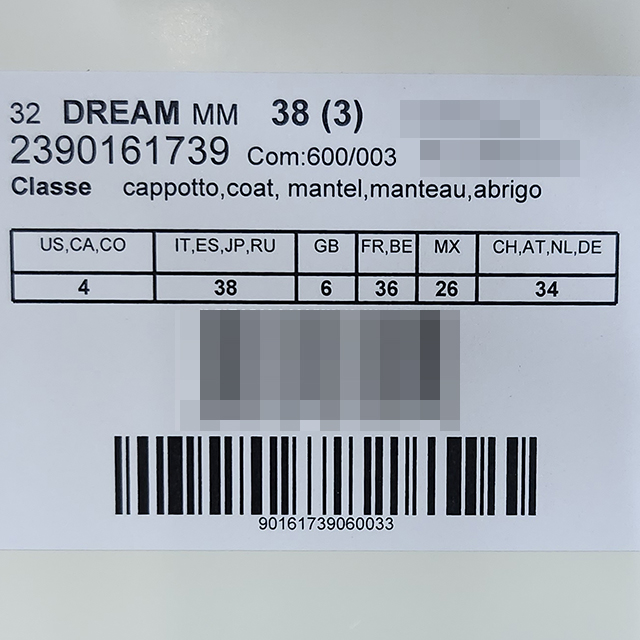 32 DREAM MM 38 (3)
2390161739 Com:600/003
Classe cappotto,coat, mantel,manteau,abrigo
US,CA,CO IT,ES,JP,RU GB FR,BE MX CH,AT,NL,DE
4 38 6 36 26 34
90161739060033